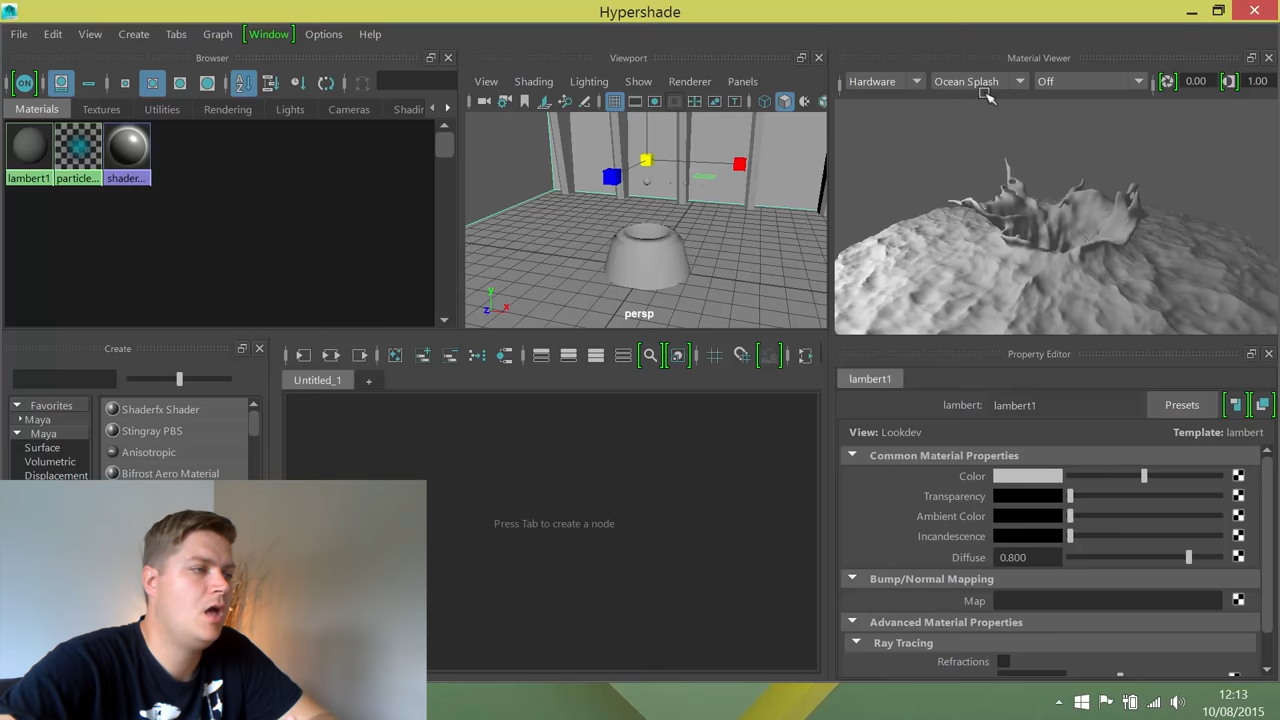 Hypershade
File Edit View Create Tabs Graph [Window] Options Help
Browser
ON
Materials Textures Utilities Rendering Lights Cameras Shadi
lambert1 particle... shader...
Viewport
View Shading Lighting Show Renderer Panels
y
z x
persp
Material Viewer
Hardware Ocean Splash Off 0.00 1.00
Create
Favorites
Maya
Maya
Surface
Volumetric
Displacement
Shaderfx Shader
Stingray PBS
Anisotropic
Bifrost Aero Material
Untitled_1 +
Press Tab to create a node
Property Editor
lambert1
lambert: lambert1 Presets
View: Lookdev Template: lambert
Common Material Properties
Color
Transparency
Ambient Color
Incandescence
Diffuse 0.800
Bump/Normal Mapping
Map
Advanced Material Properties
Ray Tracing
Refractions
12:13
10/08/2015